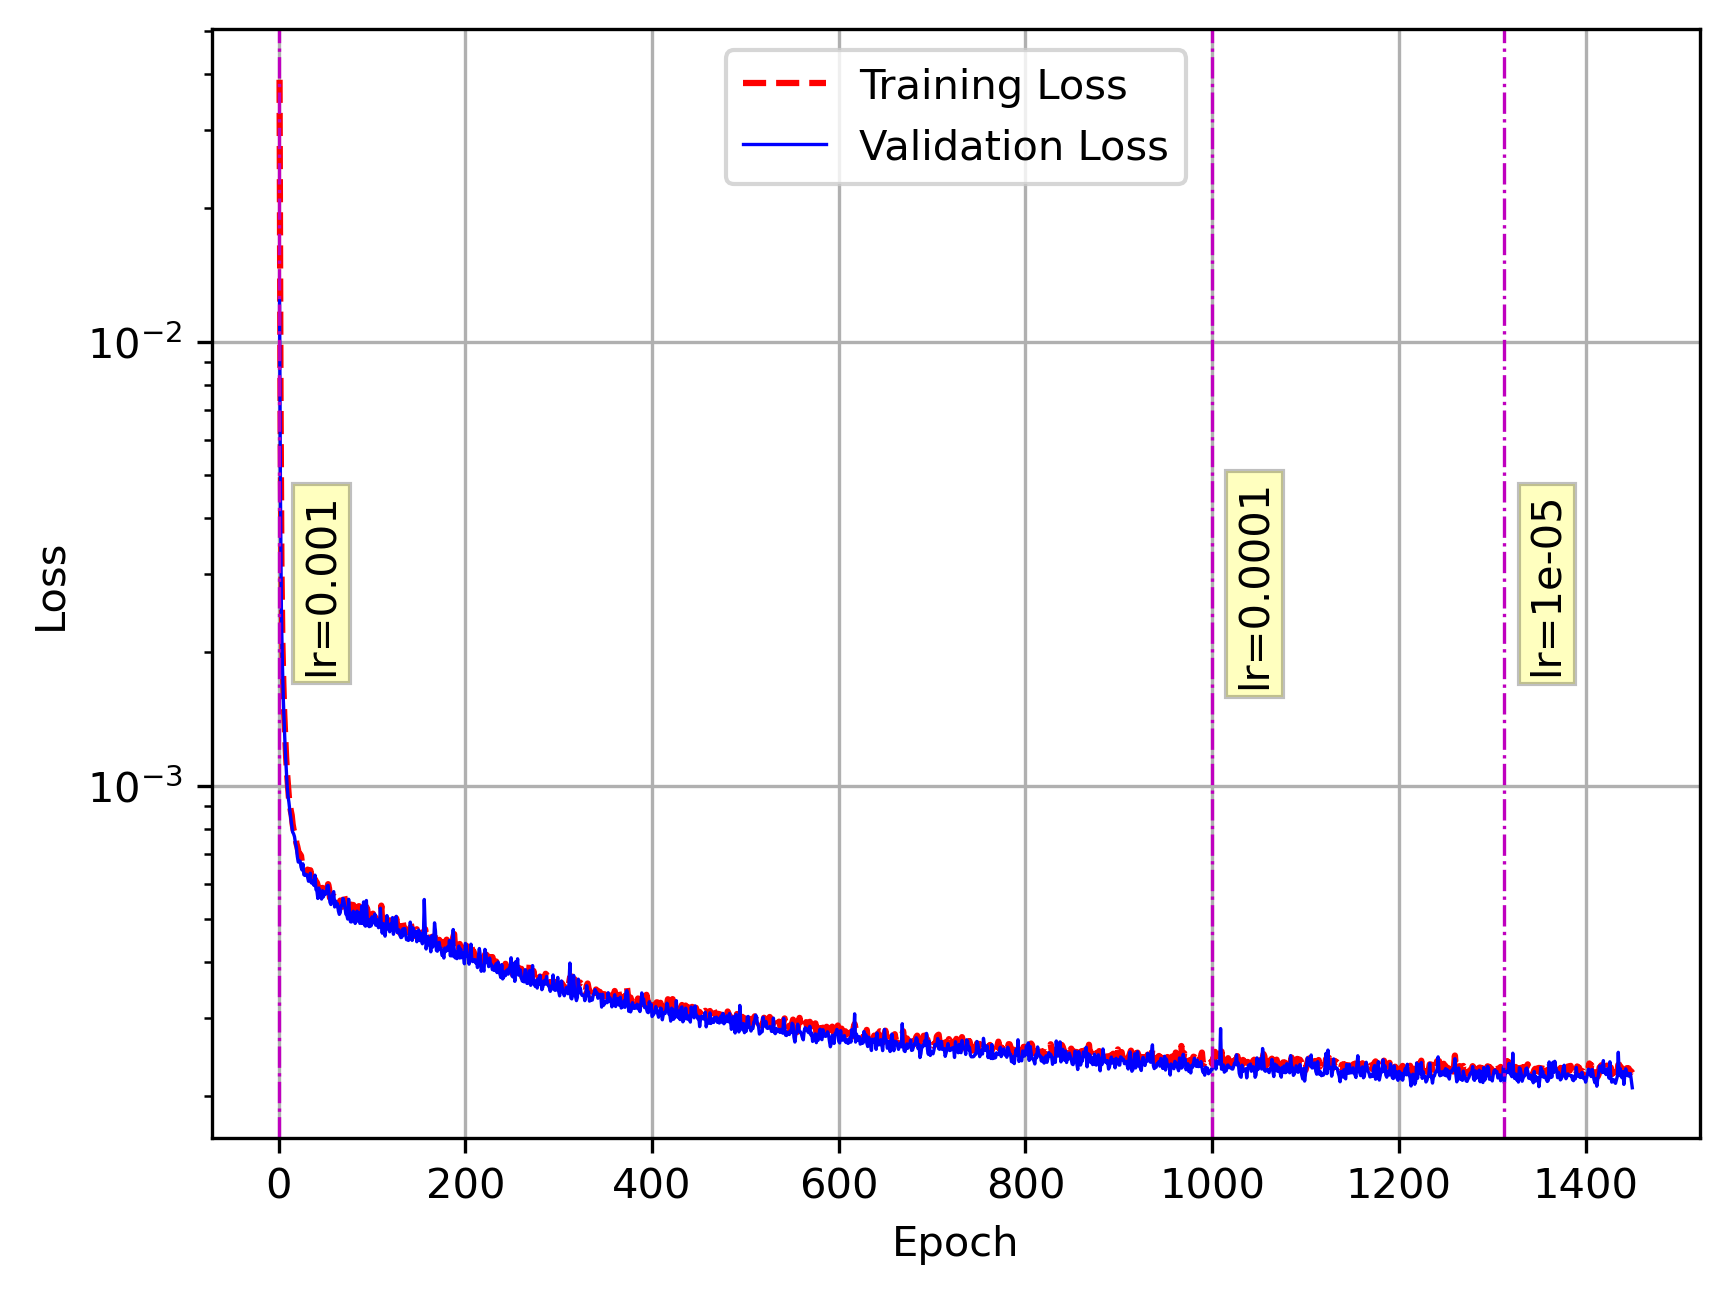 Training Loss
Validation Loss
10⁻²
10⁻³
Loss
lr=0.001
lr=0.0001
lr=1e-05
0 200 400 600 800 1000 1200 1400
Epoch